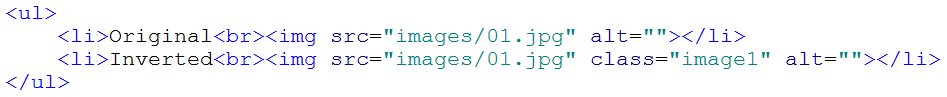 <ul>
    <li>Original<br><img src="images/01.jpg" alt=""></li>
    <li>Inverted<br><img src="images/01.jpg" class="image1" alt=""></li>
</ul>